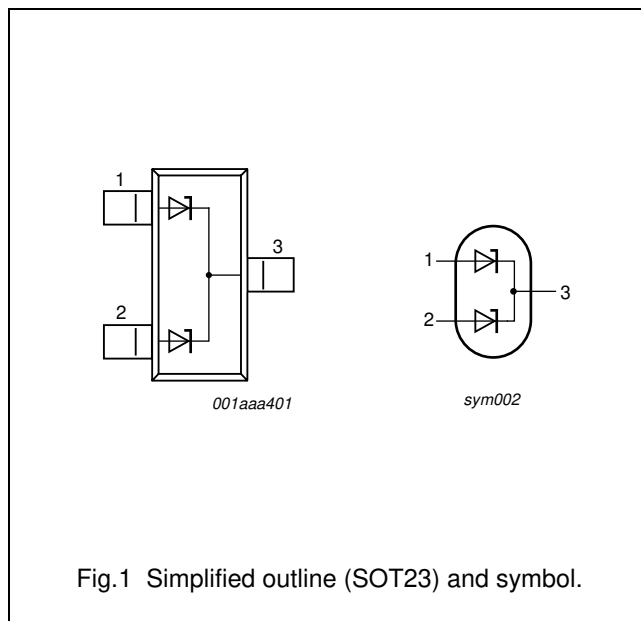 1
3
2
001aaa401
1
3
2
sym002
Fig.1 Simplified outline (SOT23) and symbol.